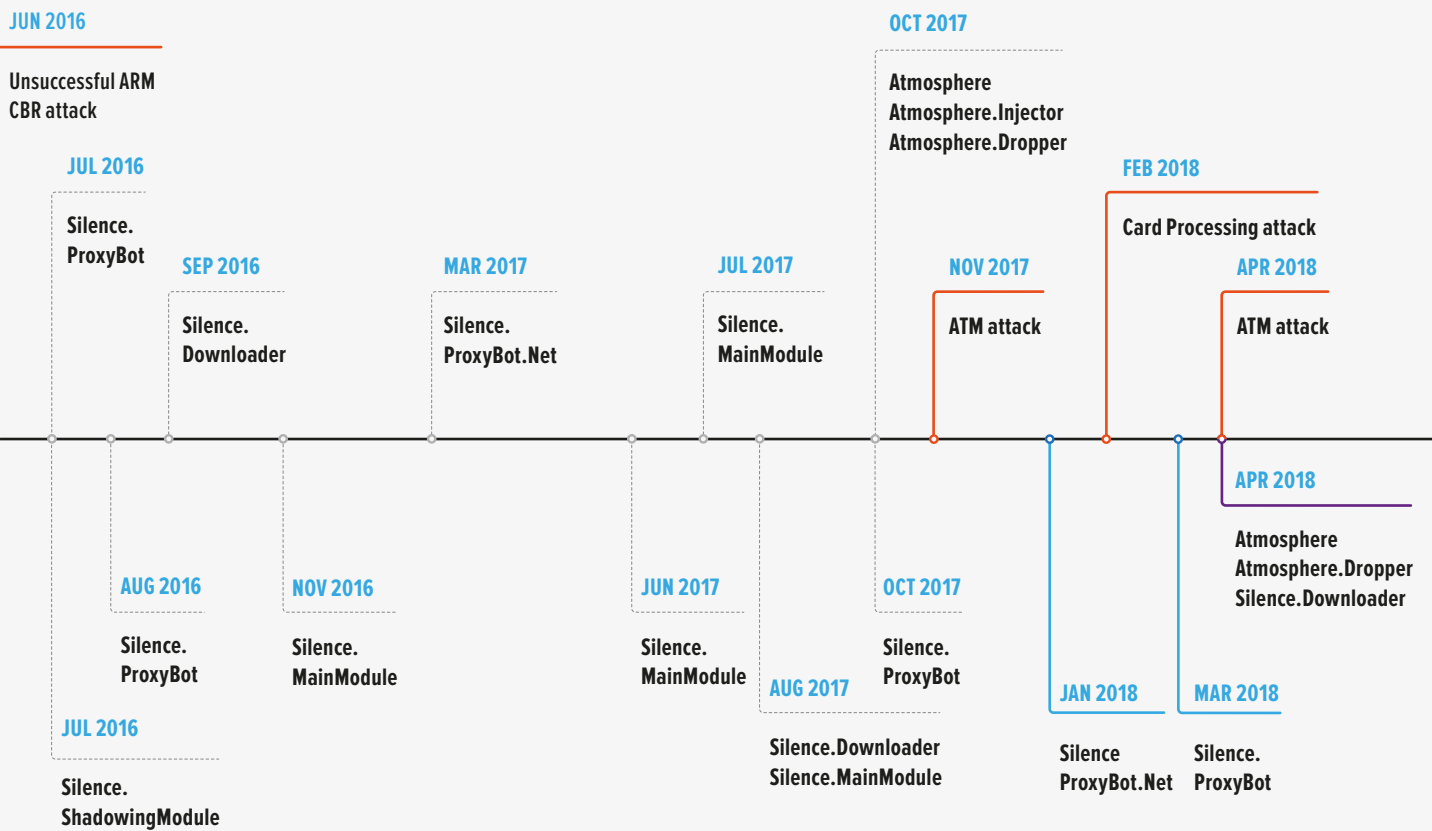 JUN 2016
Unsuccessful ARM
CBR attack
JUL 2016
Silence.
ProxyBot
SEP 2016
Silence.
Downloader
MAR 2017
Silence.
ProxyBot.Net
JUL 2017
Silence.
MainModule
OCT 2017
Atmosphere
Atmosphere.Injector
Atmosphere.Dropper
NOV 2017
ATM attack
FEB 2018
Card Processing attack
APR 2018
ATM attack
JUL 2016
Silence.
ShadowingModule
AUG 2016
Silence.
ProxyBot
NOV 2016
Silence.
MainModule
JUN 2017
Silence.
MainModule
AUG 2017
Silence.Downloader
Silence.MainModule
OCT 2017
Silence.
ProxyBot
JAN 2018
Silence
ProxyBot.Net
MAR 2018
Silence.
ProxyBot
APR 2018
Atmosphere
Atmosphere.Dropper
Silence.Downloader